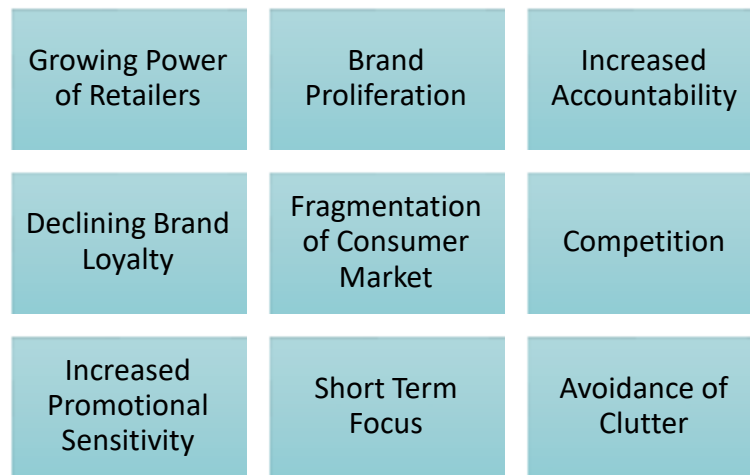 Growing Power
of Retailers
Brand
Proliferation
Increased
Accountability
Declining Brand
Loyalty
Fragmentation
of Consumer
Market
Competition
Increased
Promotional
Sensitivity
Short Term
Focus
Avoidance of
Clutter